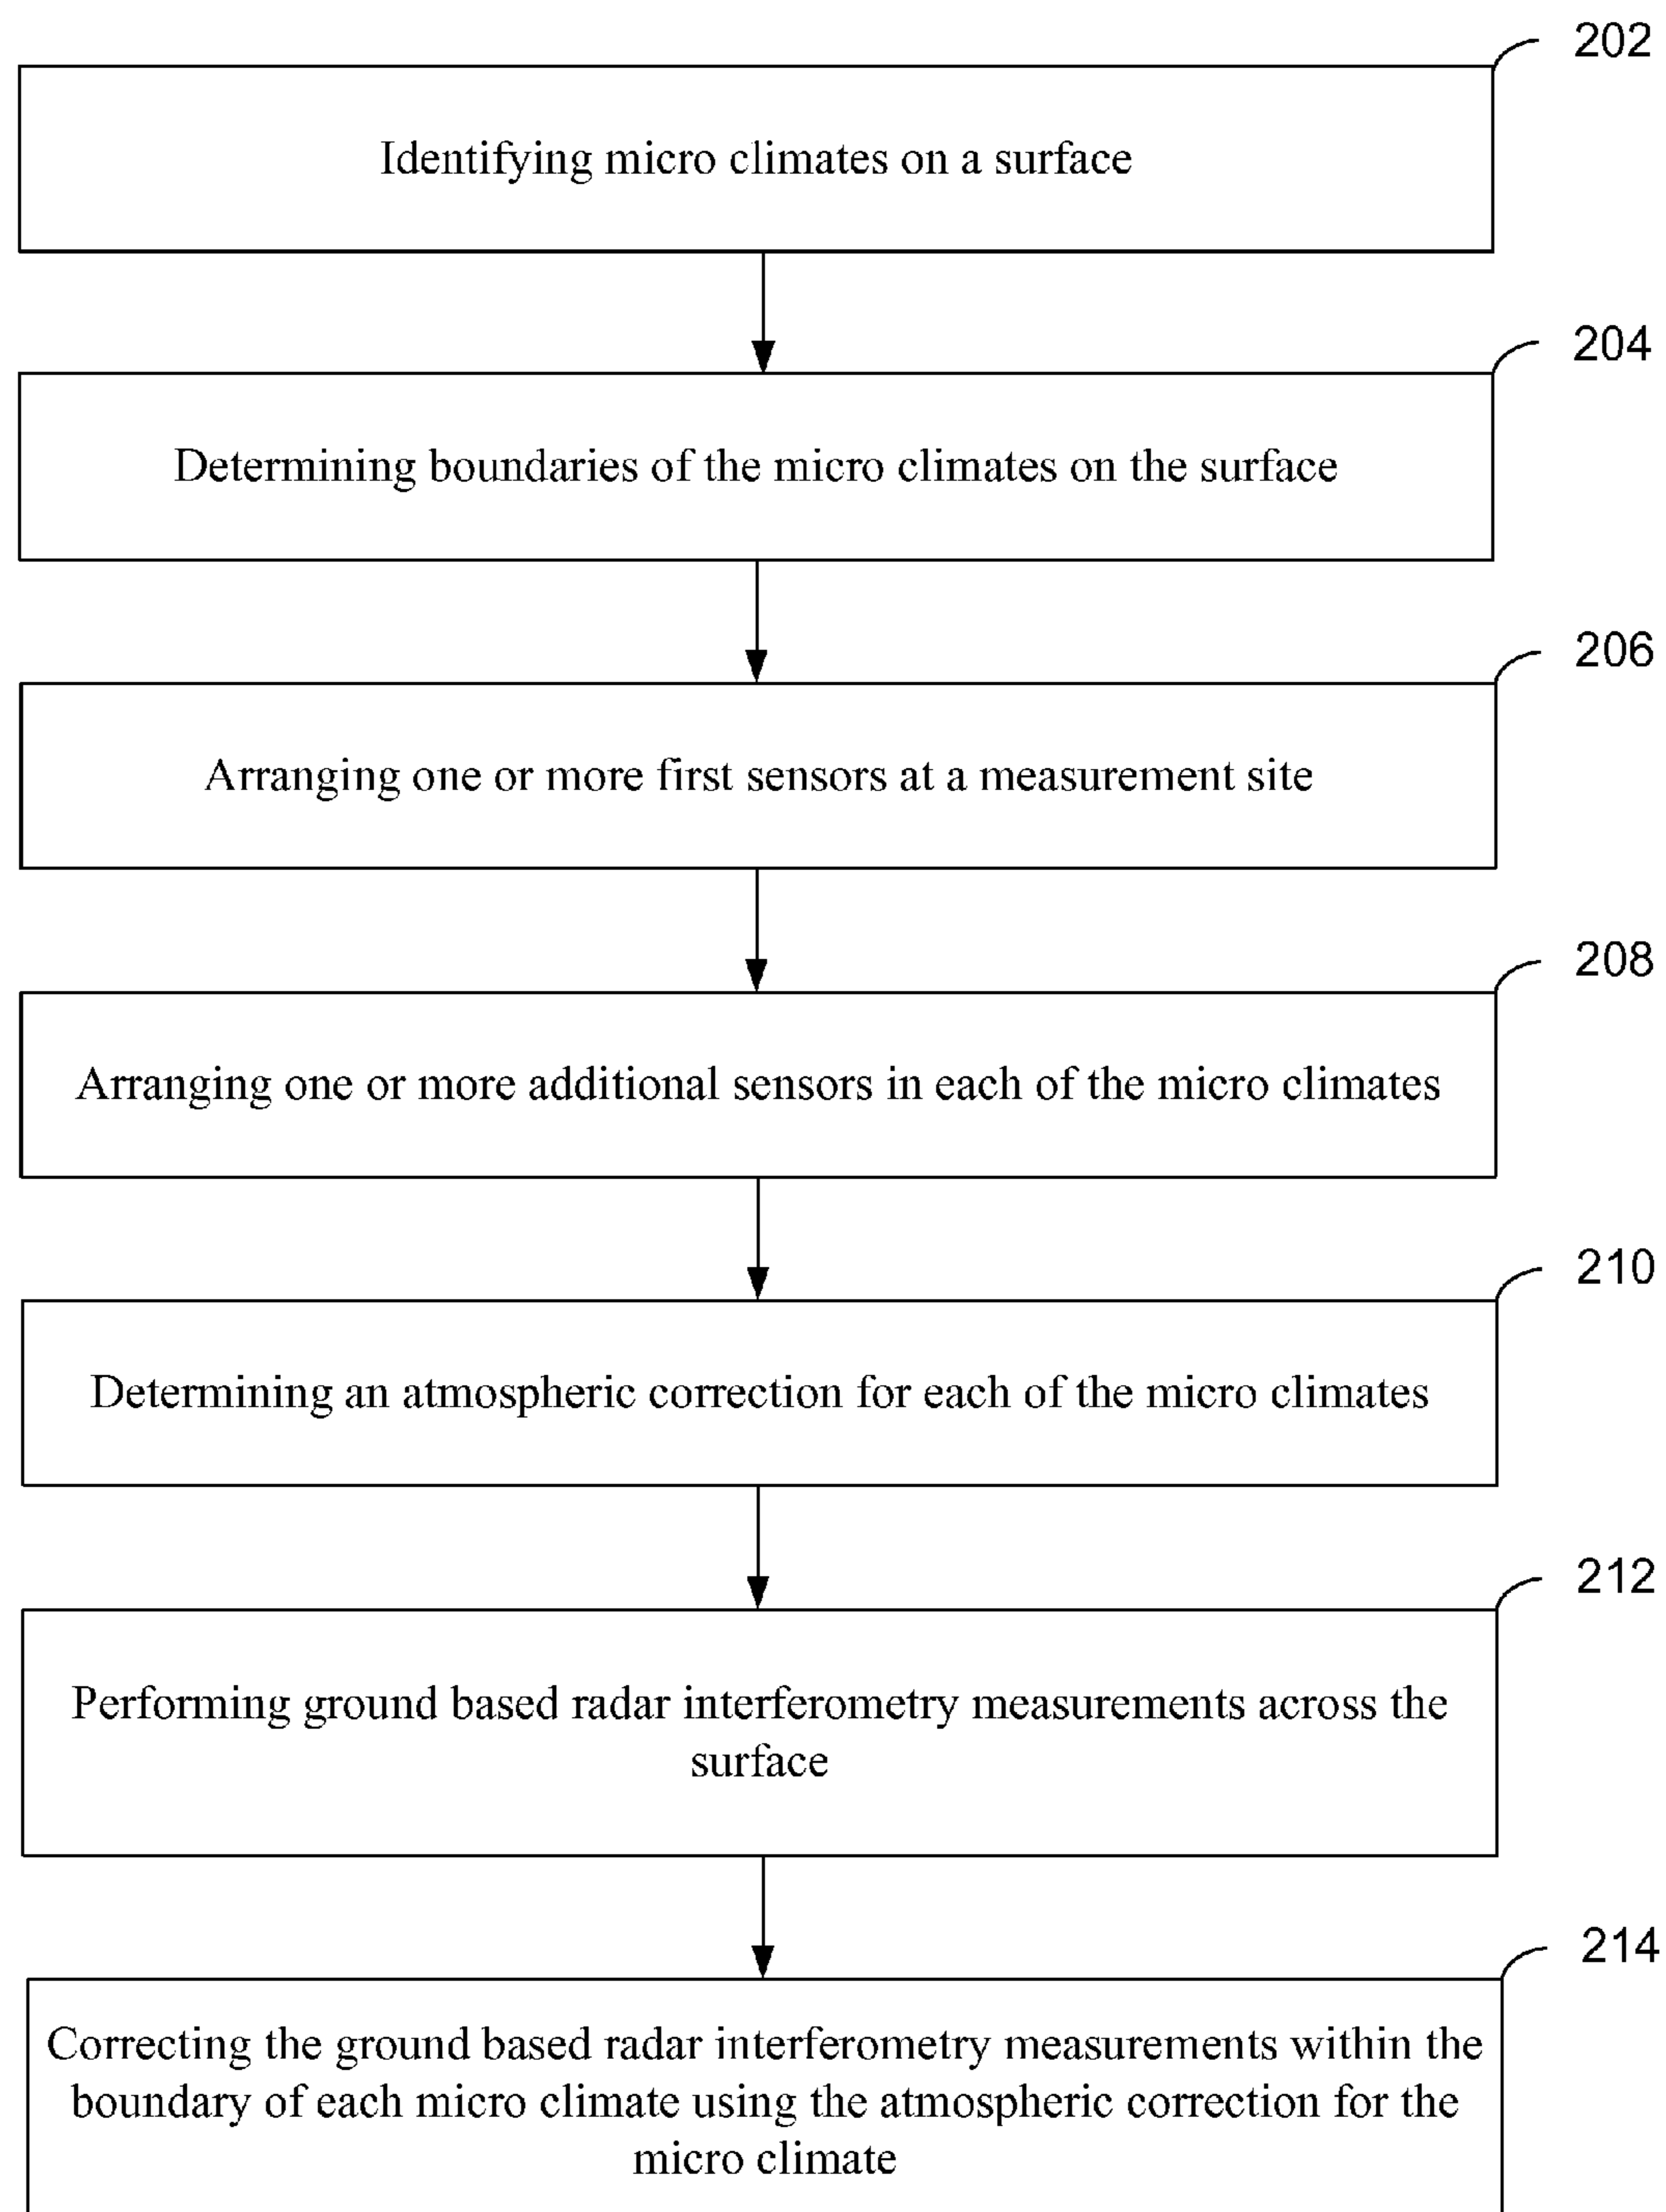 202
Identifying micro climates on a surface
204
Determining boundaries of the micro climates on the surface
206
Arranging one or more first sensors at a measurement site
208
Arranging one or more additional sensors in each of the micro climates
210
Determining an atmospheric correction for each of the micro climates
212
Performing ground based radar interferometry measurements across the
surface
214
Correcting the ground based radar interferometry measurements within the
boundary of each micro climate using the atmospheric correction for the
micro climate